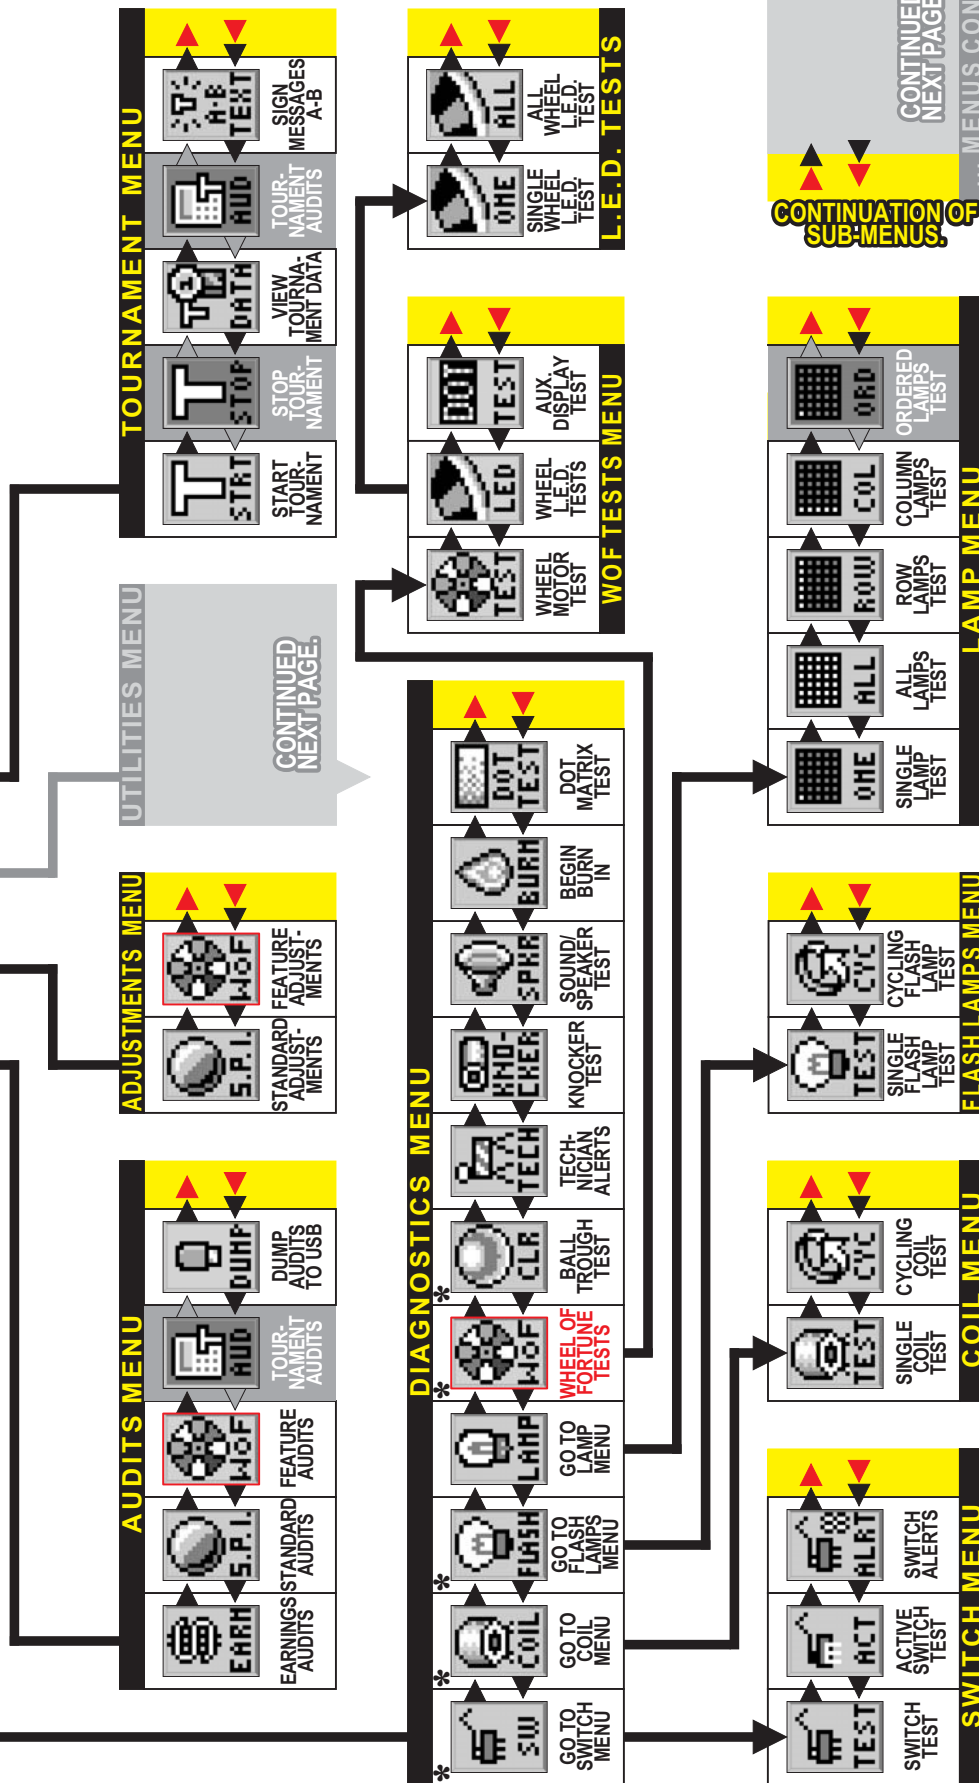 AUDITS MENU
EARN
EARNINGS
AUDITS
S.P.I.
STANDARD
AUDITS
WOF
FEATURE
AUDITS
AUD
TOUR-
NAMENT
AUDITS
DUMP
DUMP
AUDITS
TO USB
ADJUSTMENTS MENU
S.P.I.
STANDARD
ADJUST-
MENTS
WOF
FEATURE
ADJUST-
MENTS
UTILITIES MENU
CONTINUED
NEXT PAGE.
TOURNAMENT MENU
T
STRT
START
TOUR-
NAMENT
T
STOP
STOP
TOUR-
NAMENT
T
DATA
VIEW
TOURNA-
MENT DATA
AUD
TOUR-
NAMENT
AUDITS
A-B
TEXT
SIGN
MESSAGES
A-B
DIAGNOSTICS MENU
*
SW
GO TO
SWITCH
MENU
*
COIL
GO TO
COIL
MENU
*
FLASH
GO TO
FLASH
LAMPS
MENU
LAMP
GO TO
LAMP
MENU
*
WOF
WHEEL OF
FORTUNE
TESTS
*
CLR
BALL
TROUGH
TEST
TECH
TECH-
NICIAN
ALERTS
KNO-
CKER
KNOCKER
TEST
SPKR
SOUND/
SPEAKER
TEST
BURN
BEGIN
BURN
IN
DOT
TEST
DOT
MATRIX
TEST
TEST
WHEEL
MOTOR
TEST
LED
WHEEL
L.E.D.
TESTS
DOT
TEST
AUX.
DISPLAY
TEST
WOF TESTS MENU
ONE
SINGLE
WHEEL
L.E.D.
TEST
ALL
ALL
WHEEL
L.E.D.
TEST
L.E.D. TESTS
TEST
SWITCH
TEST
ACT
ACTIVE
SWITCH
TEST
ALRT
SWITCH
ALERTS
SWITCH MENU
TEST
SINGLE
COIL
TEST
CYC
CYCLING
COIL
TEST
COIL MENU
TEST
SINGLE
FLASH
LAMP
TEST
CYC
CYCLING
FLASH
LAMP
TEST
FLASH LAMPS MENU
ONE
SINGLE
LAMP
TEST
ALL
ALL
LAMPS
TEST
ROW
ROW
LAMPS
TEST
COL
COLUMN
LAMPS
TEST
ORD
ORDERED
LAMPS
TEST
LAMP MENU
CONTINUATION OF
SUB-MENUS.
CONTINUED
NEXT PAGE
MENUS CON